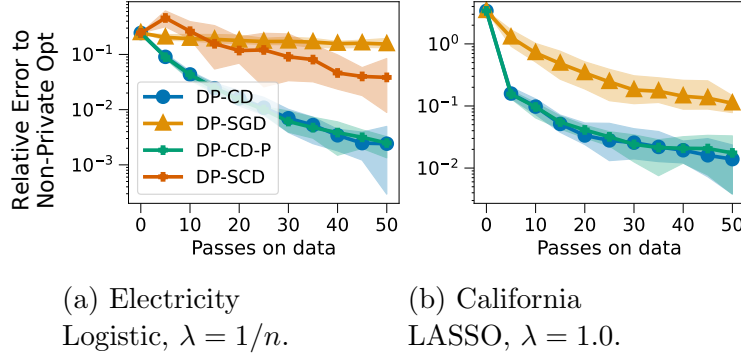 Relative Error to
Non-Private Opt
10⁻¹
10⁻²
10⁻³
DP-CD
DP-SGD
DP-CD-P
DP-SCD
0 10 20 30 40 50
Passes on data
10⁰
10⁻¹
10⁻²
0 10 20 30 40 50
Passes on data
(a) Electricity
Logistic, λ = 1/n.
(b) California
LASSO, λ = 1.0.